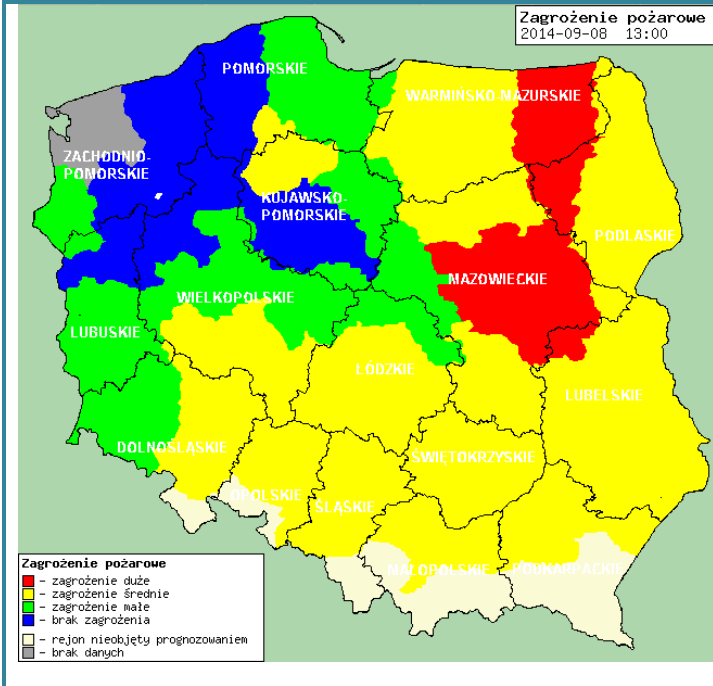 Zagrożenie pożarowe
2014-09-08 13:00
POMORSKIE
WARMIŃSKO-MAZURSKIE
ZACHODNIO-
POMORSKIE
KUJAWSKO-
POMORSKIE
PODLASKIE
MAZOWIECKIE
WIELKOPOLSKIE
LUBUSKIE
ŁÓDZKIE
LUBELSKIE
DOLNOŚLĄSKIE
ŚWIĘTOKRZYSKIE
OPOLSKIE
ŚLĄSKIE
MAŁOPOLSKIE
PODKARPACKIE
Zagrożenie pożarowe
- zagrożenie duże
- zagrożenie średnie
- zagrożenie małe
- brak zagrożenia
- rejon nieobjęty prognozowaniem
- brak danych